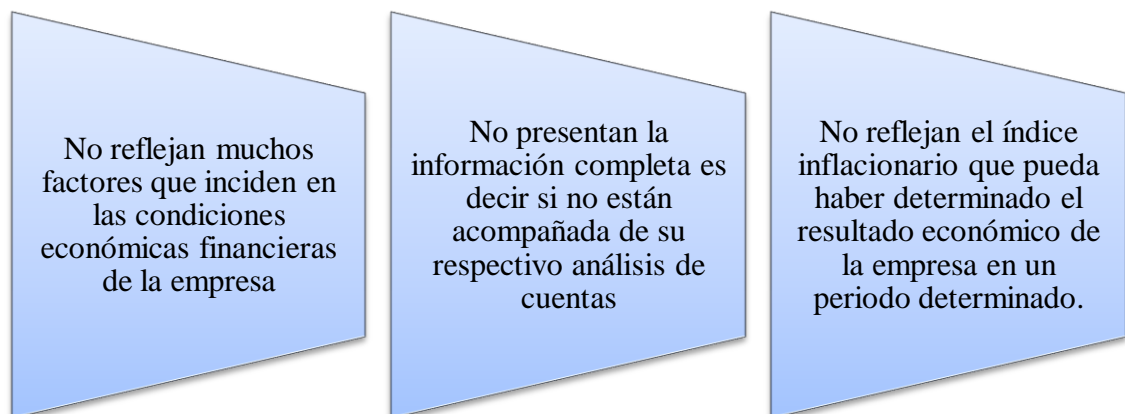 No reflejan muchos
factores que inciden en
las condiciones
económicas financieras
de la empresa
No presentan la
información completa es
decir si no están
acompañada de su
respectivo análisis de
cuentas
No reflejan el índice
inflacionario que pueda
haber determinado el
resultado económico de
la empresa en un
periodo determinado.